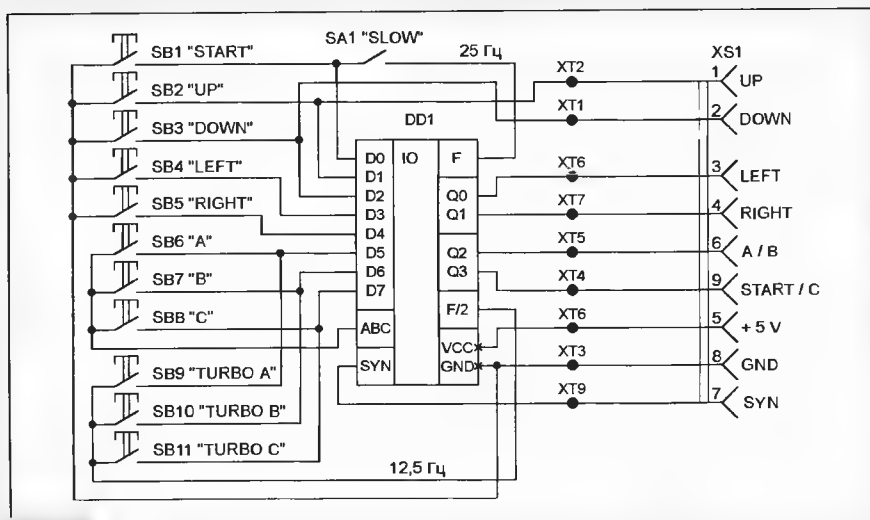 SB1 "START"
SA1 "SLOW"
25 Гц
XT2
XS1
1
UP
SB2 "UP"
XT1
2
DOWN
SB3 "DOWN"
DD1
SB4 "LEFT"
D0
IO
F
D1
XT6
3
LEFT
D2
Q0
SB5 "RIGHT"
D3
Q1
XT7
4
RIGHT
D4
SB6 "A"
D5
Q2
XT5
6
A / B
D6
Q3
SB7 "B"
D7
XT4
9
START / C
SBB "C"
F/2
ABC
XT6
5
+ 5 V
VCC
SYN
GND
XT3
8
GND
SB9 "TURBO A"
XT9
7
SYN
SB10 "TURBO B"
SB11 "TURBO C"
12,5 Гц